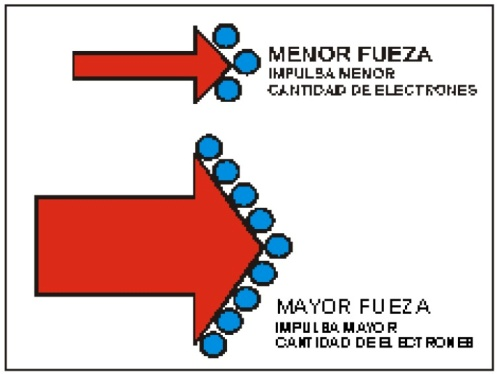 MENOR FUEZA
IMPULSA MENOR
CANTIDAD DE ELECTRONES
MAYOR FUEZA
IMPULSA MAYOR
CANTIDAD DE ELECTRONES